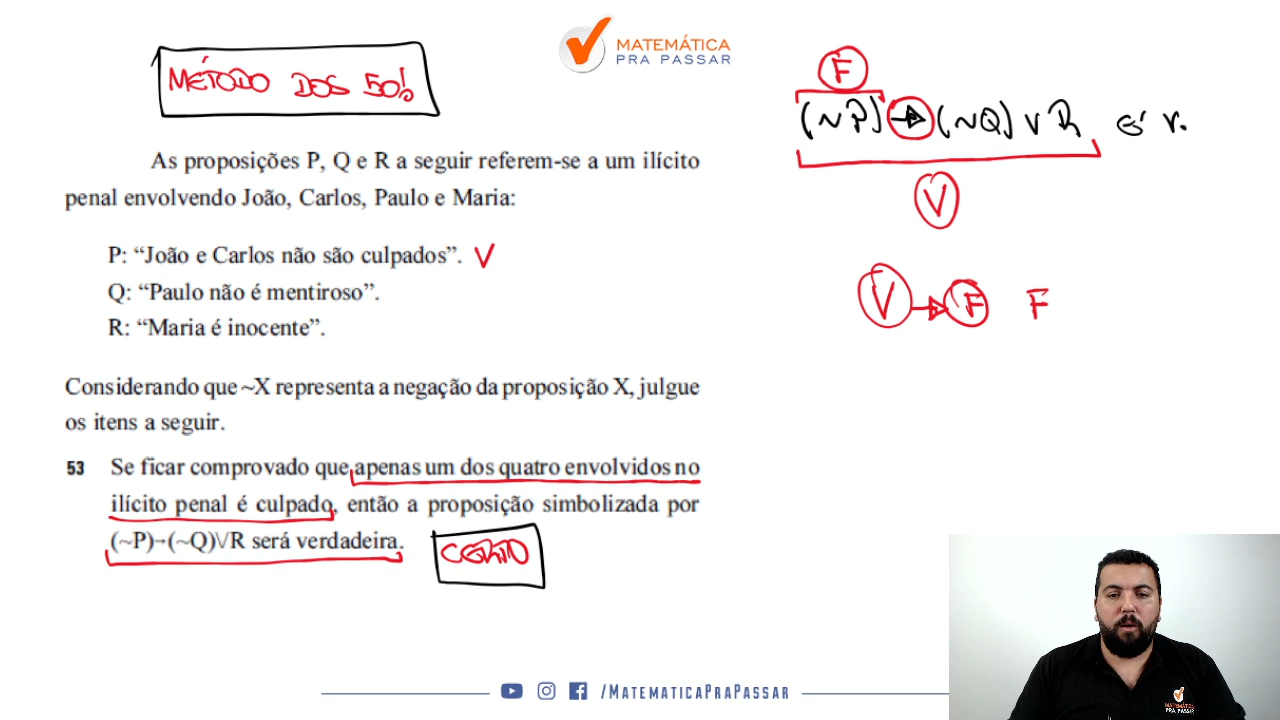 MÉTODO DOS 50!
MATEMÁTICA
PRA PASSAR
F
(~P) → (~Q) v R é v.
V
V → F F
As proposições P, Q e R a seguir referem-se a um ilícito
penal envolvendo João, Carlos, Paulo e Maria:
P: “João e Carlos não são culpados”. V
Q: “Paulo não é mentiroso”.
R: “Maria é inocente”.
Considerando que ~X representa a negação da proposição X, julgue
os itens a seguir.
53 Se ficar comprovado que apenas um dos quatro envolvidos no
ilícito penal é culpado, então a proposição simbolizada por
(~P)→(~Q)∨R será verdadeira.
CERTO
/MATEMATICAPRAPASSAR
MATEMÁTICA
PRA PASSAR